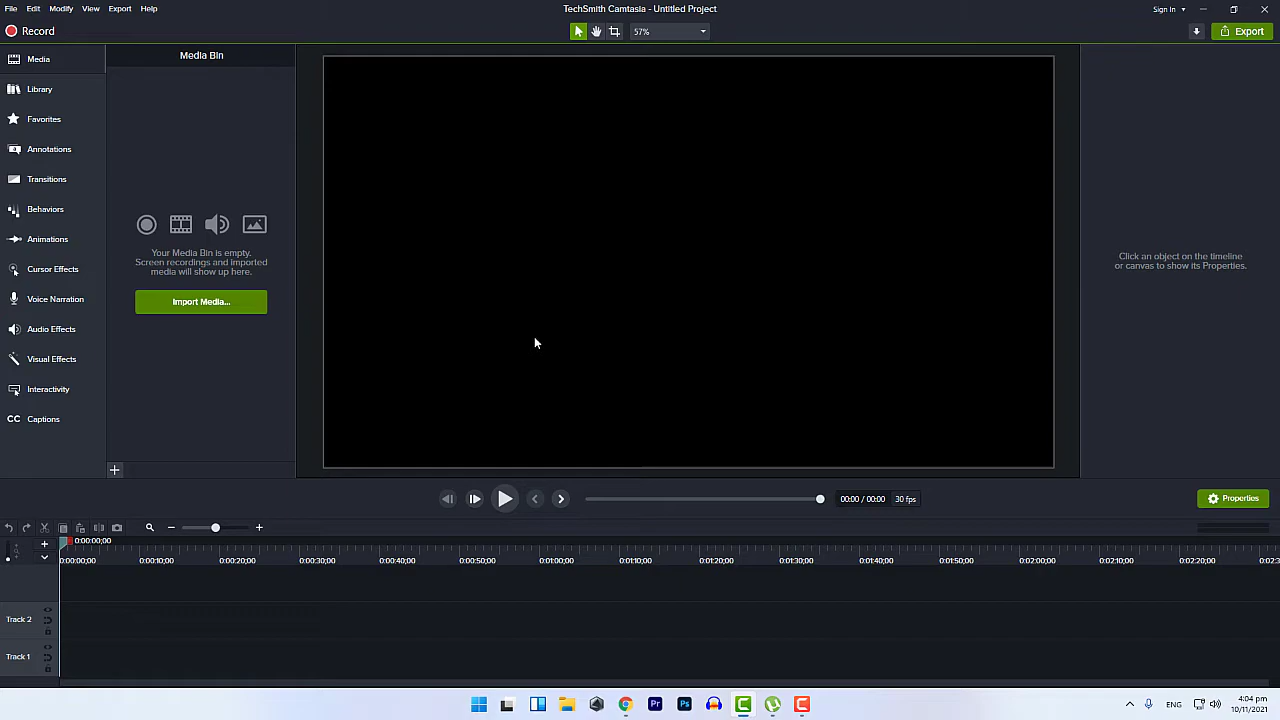 File Edit Modify View Export Help
TechSmith Camtasia - Untitled Project
Sign In
Record
57%
Export
Media
Library
Favorites
Annotations
Transitions
Behaviors
Animations
Cursor Effects
Voice Narration
Audio Effects
Visual Effects
Interactivity
CC Captions
Media Bin
Your Media Bin is empty.
Screen recordings and imported
media will show up here.
Import Media...
Click an object on the timeline
or canvas to show its Properties.
00:00 / 00:00 30 fps
Properties
0:00:00;00
0:00:00;00 0:00:10;00 0:00:20;00 0:00:30;00 0:00:40;00 0:00:50;00 0:01:00;00 0:01:10;00 0:01:20;00 0:01:30;00 0:01:40;00 0:01:50;00 0:02:00;00 0:02:10;00 0:02:20;00
Track 2
Track 1
Pr Ps
ENG
10/11/2021